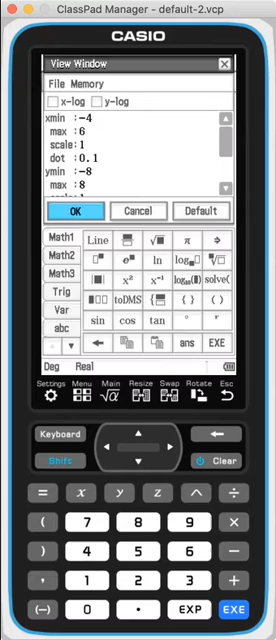 ClassPad Manager - default-2.vcp
CASIO
View Window
File Memory
x-log y-log
xmin :-4
max :6
scale:1
dot :0.1
ymin :-8
max :8
OK Cancel Default
Math1 Line √■ π ⇒
Math2 e■ ln log
Math3 |■| x² x⁻¹ log₁₀(■) solve(
Trig toDMS { } ( )
Var sin cos tan ° r
abc ans EXE
Deg Real
Settings Menu Main Resize Swap Rotate Esc
Keyboard
Shift Clear
= x y z ^ ÷
( 7 8 9 ×
) 4 5 6 −
, 1 2 3 +
(−) 0 . EXP EXE